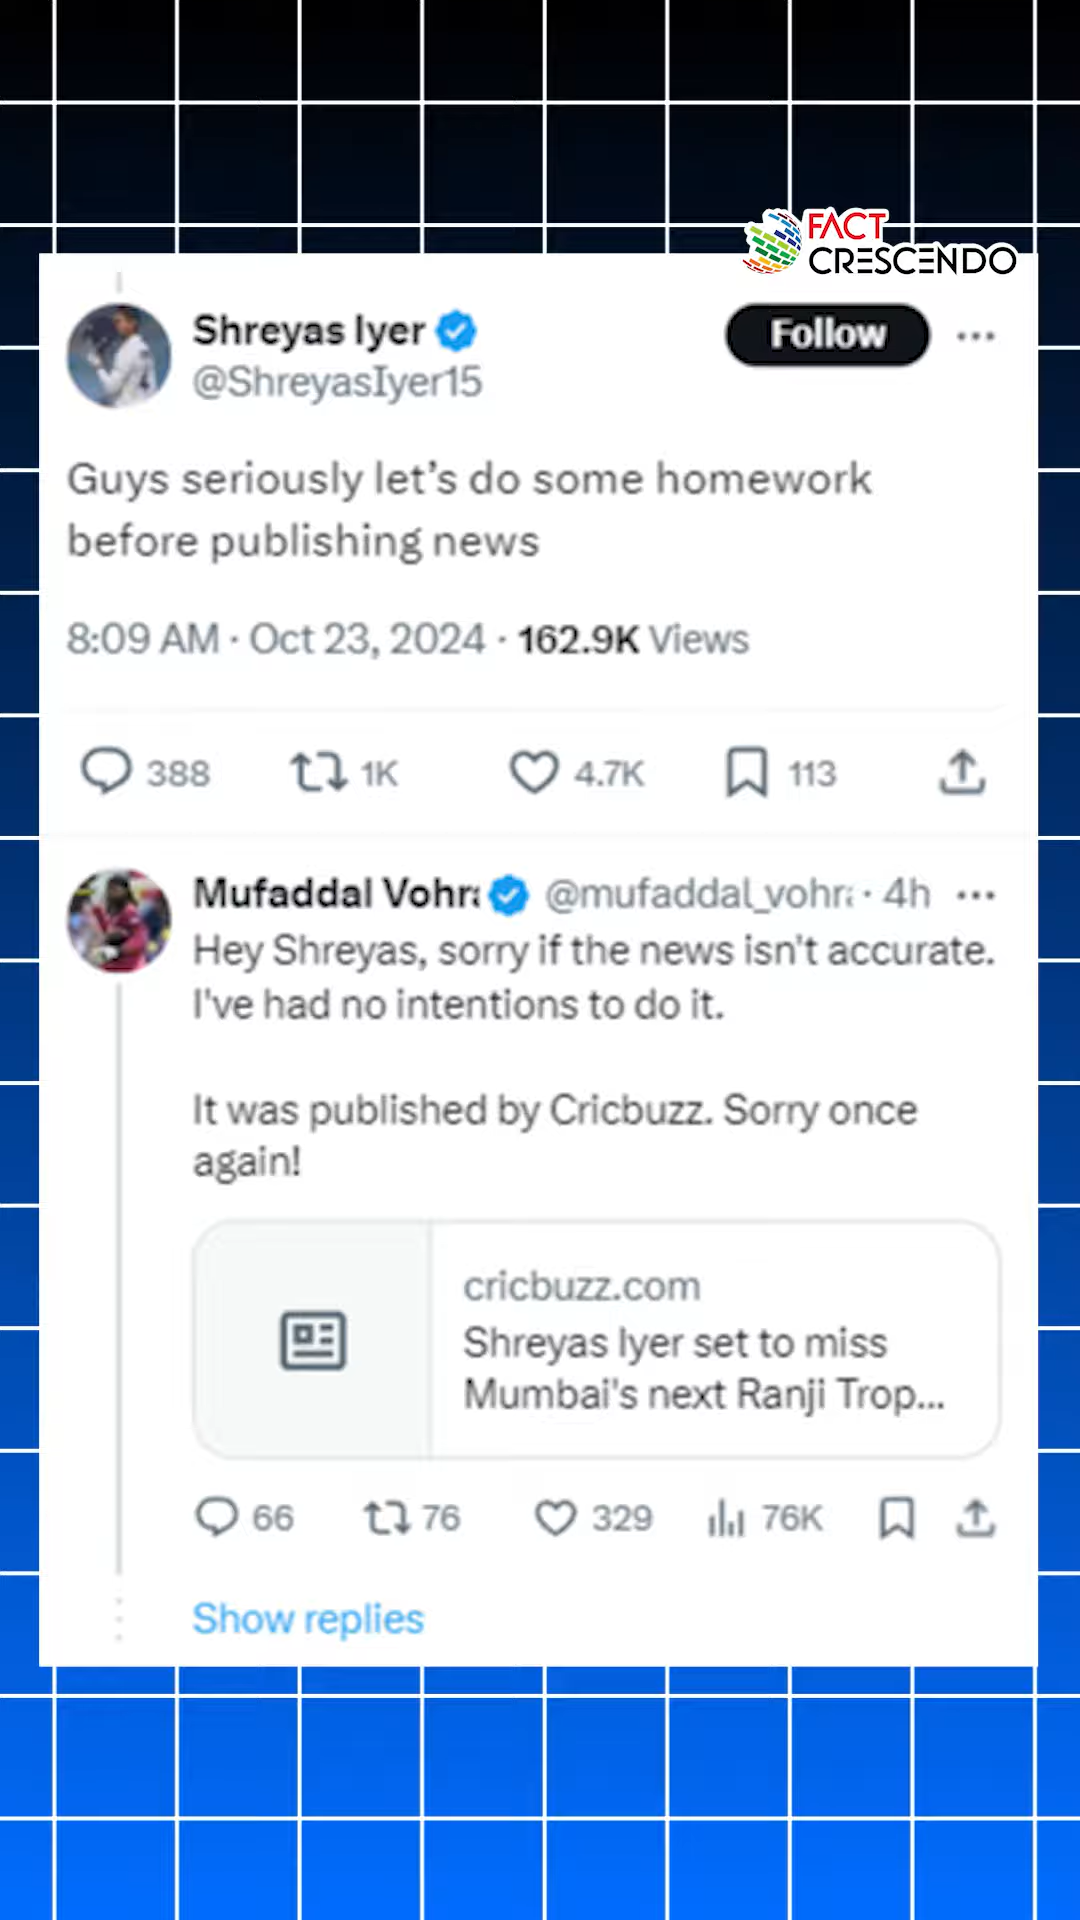 FACT
CRESCENDO
Shreyas Iyer
Follow
@ShreyasIyer15
Guys seriously let's do some homework
before publishing news
8:09 AM · Oct 23, 2024 · 162.9K Views
388 1K 4.7K 113
Mufaddal Vohra @mufaddal_vohra · 4h
Hey Shreyas, sorry if the news isn't accurate.
I've had no intentions to do it.
It was published by Cricbuzz. Sorry once
again!
cricbuzz.com
Shreyas Iyer set to miss
Mumbai's next Ranji Trop...
66 76 329 76K
Show replies